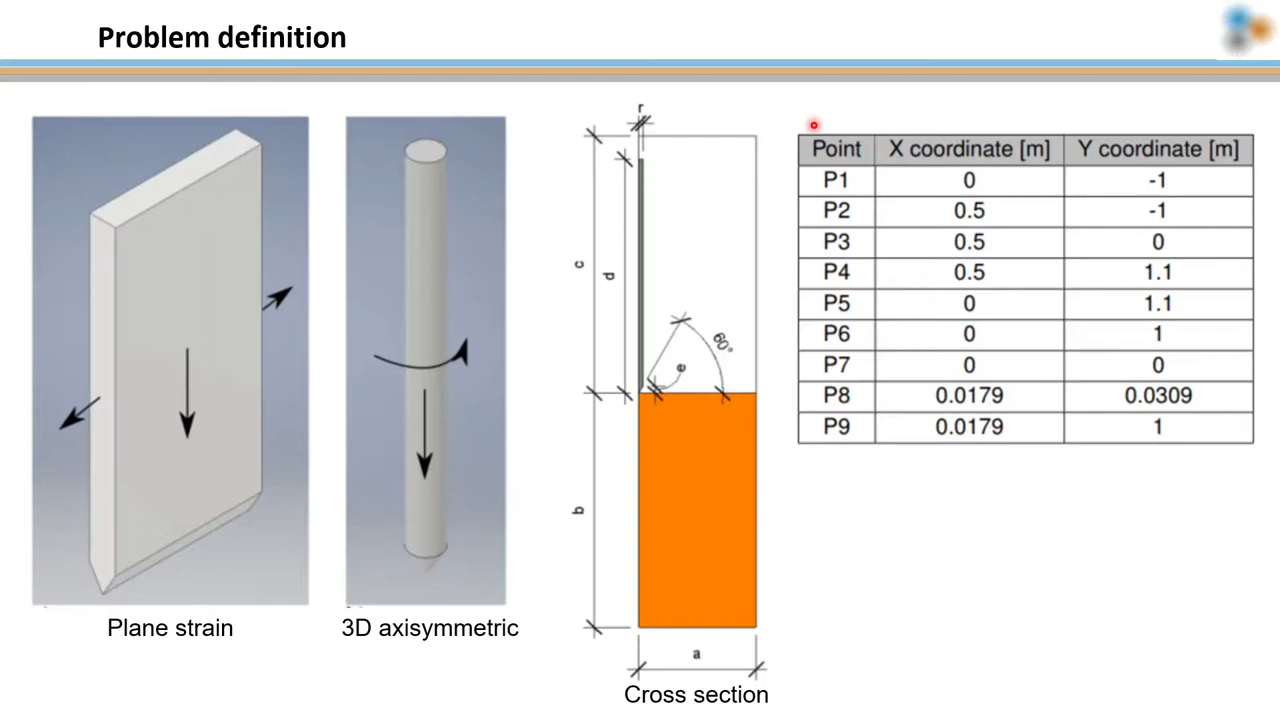 Problem definition
Plane strain
3D axisymmetric
r
c
d
e
60°
b
a
Cross section
Point X coordinate [m] Y coordinate [m]
P1 0 -1
P2 0.5 -1
P3 0.5 0
P4 0.5 1.1
P5 0 1.1
P6 0 1
P7 0 0
P8 0.0179 0.0309
P9 0.0179 1